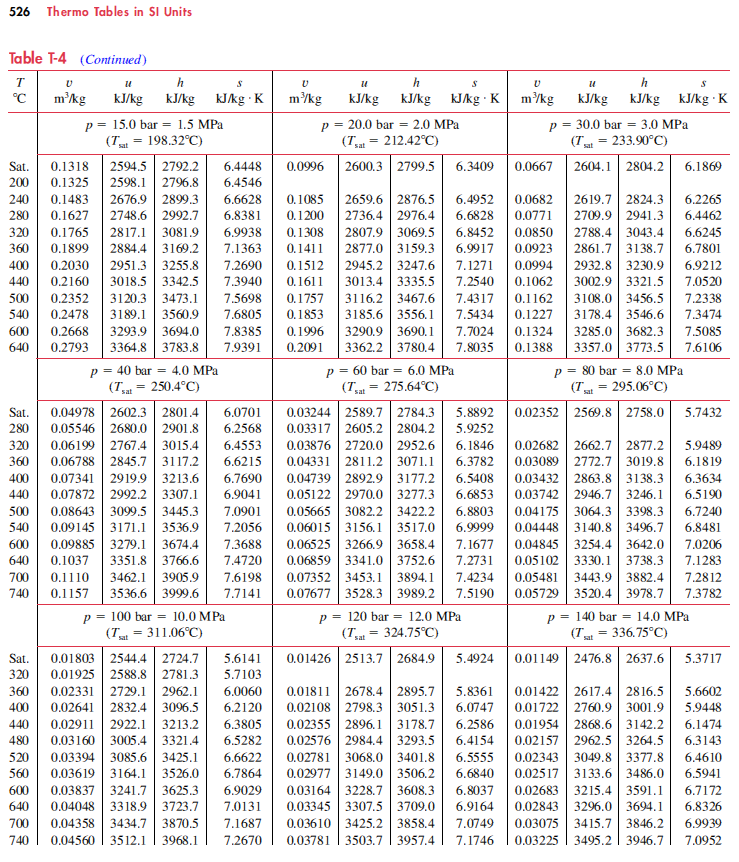 526 Thermo Tables in SI Units
Table T-4 (Continued)
T v u h s v u h s v u h s
°C m³/kg kJ/kg kJ/kg kJ/kg · K m³/kg kJ/kg kJ/kg kJ/kg · K m³/kg kJ/kg kJ/kg kJ/kg · K
p = 15.0 bar = 1.5 MPa p = 20.0 bar = 2.0 MPa p = 30.0 bar = 3.0 MPa
(Tsat = 198.32°C) (Tsat = 212.42°C) (Tsat = 233.90°C)
Sat. 0.1318 2594.5 2792.2 6.4448 0.0996 2600.3 2799.5 6.3409 0.0667 2604.1 2804.2 6.1869
200 0.1325 2598.1 2796.8 6.4546
240 0.1483 2676.9 2899.3 6.6628 0.1085 2659.6 2876.5 6.4952 0.0682 2619.7 2824.3 6.2265
280 0.1627 2748.6 2992.7 6.8381 0.1200 2736.4 2976.4 6.6828 0.0771 2709.9 2941.3 6.4462
320 0.1765 2817.1 3081.9 6.9938 0.1308 2807.9 3069.5 6.8452 0.0850 2788.4 3043.4 6.6245
360 0.1899 2884.4 3169.2 7.1363 0.1411 2877.0 3159.3 6.9917 0.0923 2861.7 3138.7 6.7801
400 0.2030 2951.3 3255.8 7.2690 0.1512 2945.2 3247.6 7.1271 0.0994 2932.8 3230.9 6.9212
440 0.2160 3018.5 3342.5 7.3940 0.1611 3013.4 3335.5 7.2540 0.1062 3002.9 3321.5 7.0520
500 0.2352 3120.3 3473.1 7.5698 0.1757 3116.2 3467.6 7.4317 0.1162 3108.0 3456.5 7.2338
540 0.2478 3189.1 3560.9 7.6805 0.1853 3185.6 3556.1 7.5434 0.1227 3178.4 3546.6 7.3474
600 0.2668 3293.9 3694.0 7.8385 0.1996 3290.9 3690.1 7.7024 0.1324 3285.0 3682.3 7.5085
640 0.2793 3364.8 3783.8 7.9391 0.2091 3362.2 3780.4 7.8035 0.1388 3357.0 3773.5 7.6106
p = 40 bar = 4.0 MPa p = 60 bar = 6.0 MPa p = 80 bar = 8.0 MPa
(Tsat = 250.4°C) (Tsat = 275.64°C) (Tsat = 295.06°C)
Sat. 0.04978 2602.3 2801.4 6.0701 0.03244 2589.7 2784.3 5.8892 0.02352 2569.8 2758.0 5.7432
280 0.05546 2680.0 2901.8 6.2568 0.03317 2605.2 2804.2 5.9252
320 0.06199 2767.4 3015.4 6.4553 0.03876 2720.0 2952.6 6.1846 0.02682 2662.7 2877.2 5.9489
360 0.06788 2845.7 3117.2 6.6215 0.04331 2811.2 3071.1 6.3782 0.03089 2772.7 3019.8 6.1819
400 0.07341 2919.9 3213.6 6.7690 0.04739 2892.9 3177.2 6.5408 0.03432 2863.8 3138.3 6.3634
440 0.07872 2992.2 3307.1 6.9041 0.05122 2970.0 3277.3 6.6853 0.03742 2946.7 3246.1 6.5190
500 0.08643 3099.5 3445.3 7.0901 0.05665 3082.2 3422.2 6.8803 0.04175 3064.3 3398.3 6.7240
540 0.09145 3171.1 3536.9 7.2056 0.06015 3156.1 3517.0 6.9999 0.04448 3140.8 3496.7 6.8481
600 0.09885 3279.1 3674.4 7.3688 0.06525 3266.9 3658.4 7.1677 0.04845 3254.4 3642.0 7.0206
640 0.1037 3351.8 3766.6 7.4720 0.06859 3341.0 3752.6 7.2731 0.05102 3330.1 3738.3 7.1283
700 0.1110 3462.1 3905.9 7.6198 0.07352 3453.1 3894.1 7.4234 0.05481 3443.9 3882.4 7.2812
740 0.1157 3536.6 3999.6 7.7141 0.07677 3528.3 3989.2 7.5190 0.05729 3520.4 3978.7 7.3782
p = 100 bar = 10.0 MPa p = 120 bar = 12.0 MPa p = 140 bar = 14.0 MPa
(Tsat = 311.06°C) (Tsat = 324.75°C) (Tsat = 336.75°C)
Sat. 0.01803 2544.4 2724.7 5.6141 0.01426 2513.7 2684.9 5.4924 0.01149 2476.8 2637.6 5.3717
320 0.01925 2588.8 2781.3 5.7103
360 0.02331 2729.1 2962.1 6.0060 0.01811 2678.4 2895.7 5.8361 0.01422 2617.4 2816.5 5.6602
400 0.02641 2832.4 3096.5 6.2120 0.02108 2798.3 3051.3 6.0747 0.01722 2760.9 3001.9 5.9448
440 0.02911 2922.1 3213.2 6.3805 0.02355 2896.1 3178.7 6.2586 0.01954 2868.6 3142.2 6.1474
480 0.03160 3005.4 3321.4 6.5282 0.02576 2984.4 3293.5 6.4154 0.02157 2962.5 3264.5 6.3143
520 0.03394 3085.6 3425.1 6.6622 0.02781 3068.0 3401.8 6.5555 0.02343 3049.8 3377.8 6.4610
560 0.03619 3164.1 3526.0 6.7864 0.02977 3149.0 3506.2 6.6840 0.02517 3133.6 3486.0 6.5941
600 0.03837 3241.7 3625.3 6.9029 0.03164 3228.7 3608.3 6.8037 0.02683 3215.4 3591.1 6.7172
640 0.04048 3318.9 3723.7 7.0131 0.03345 3307.5 3709.0 6.9164 0.02843 3296.0 3694.1 6.8326
700 0.04358 3434.7 3870.5 7.1687 0.03610 3425.2 3858.4 7.0749 0.03075 3415.7 3846.2 6.9939
740 0.04560 3512.1 3968.1 7.2670 0.03781 3503.7 3957.4 7.1746 0.03225 3495.2 3946.7 7.0952